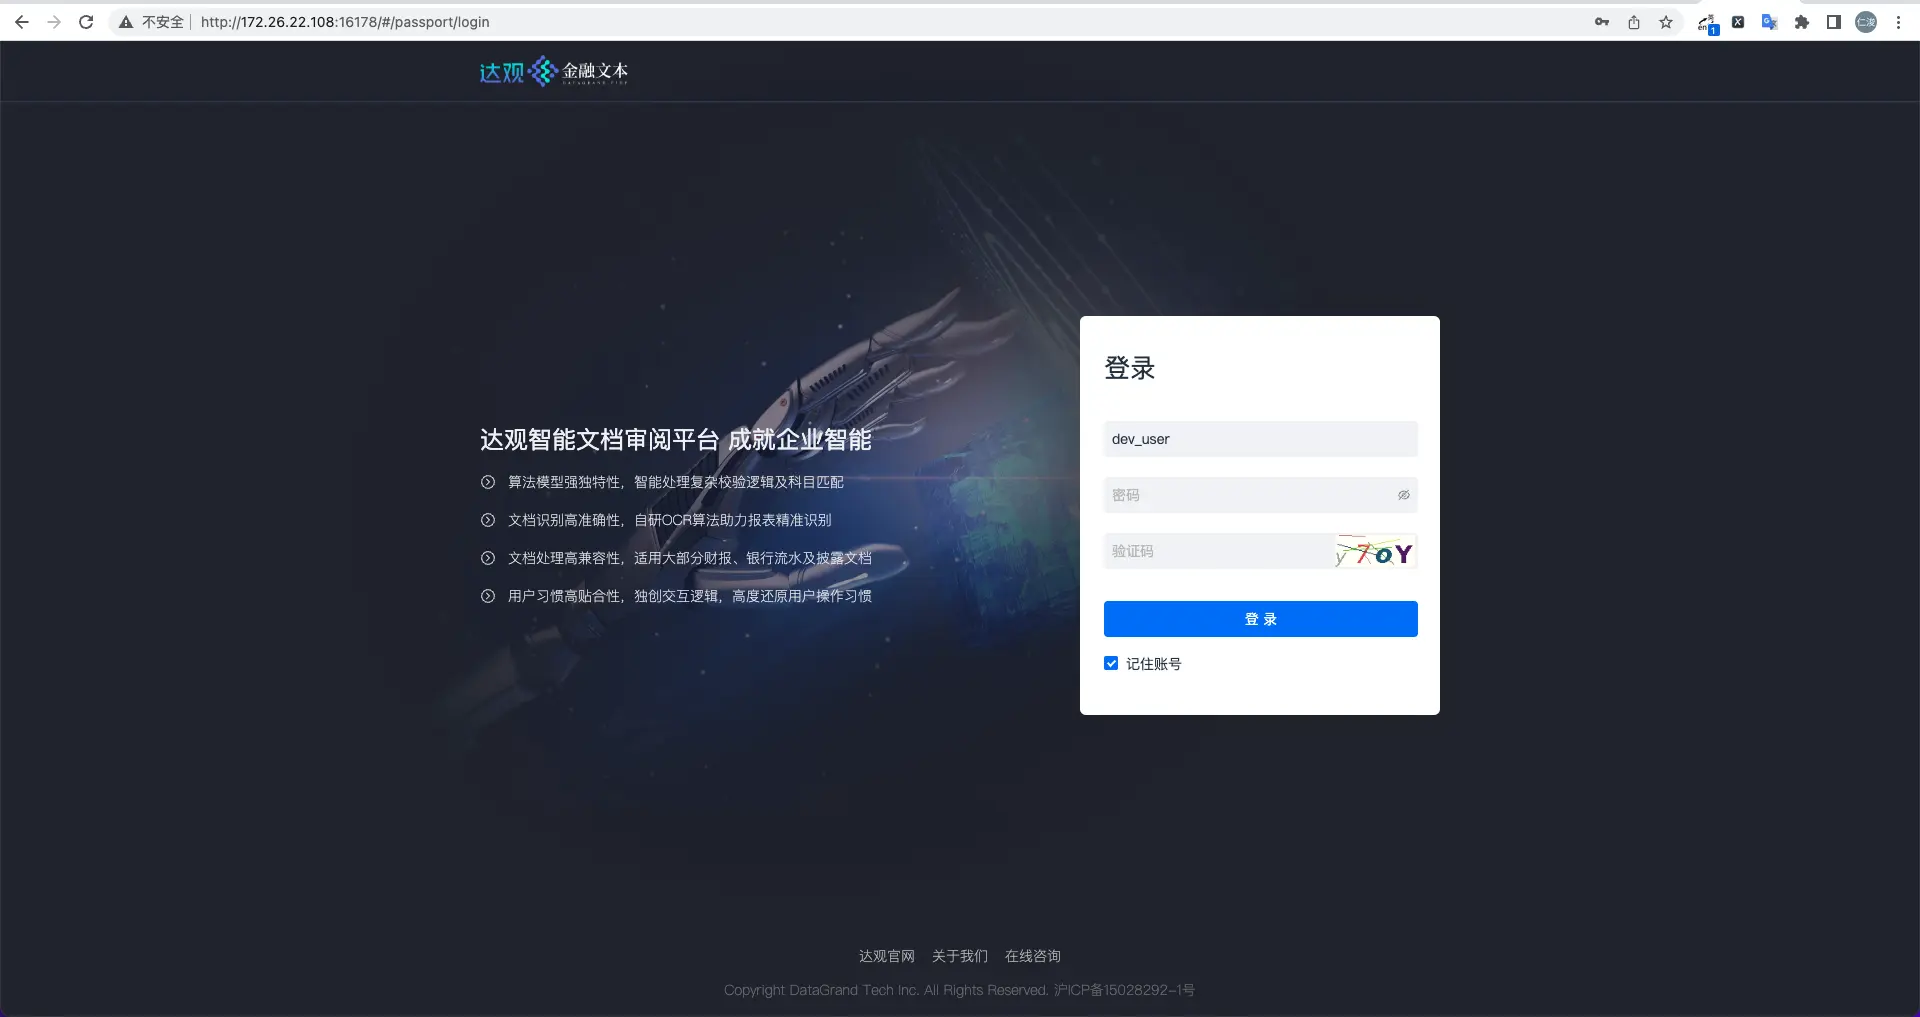 不安全 http://172.26.22.108:16178/#/passport/login
英
en 1
仁浚
达观 金融文本
登录
dev_user
达观智能文档审阅平台 成就企业智能
算法模型强独特性，智能处理复杂校验逻辑及科目匹配
密码
文档识别高准确性，自研OCR算法助力报表精准识别
验证码 y7oY
文档处理高兼容性，适用大部分财报、银行流水及披露文档
用户习惯高贴合性，独创交互逻辑，高度还原用户操作习惯
登 录
记住账号
达观官网 关于我们 在线咨询
Copyright DataGrand Tech Inc. All Rights Reserved. 沪ICP备15028292-1号